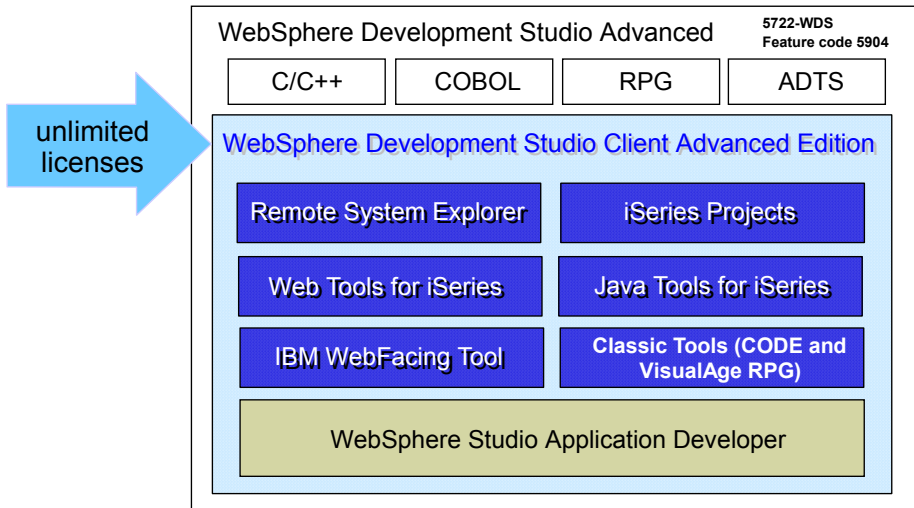 WebSphere Development Studio Advanced
5722-WDS
Feature code 5904
C/C++
COBOL
RPG
ADTS
unlimited
licenses
WebSphere Development Studio Client Advanced Edition
Remote System Explorer
iSeries Projects
Web Tools for iSeries
Java Tools for iSeries
IBM WebFacing Tool
Classic Tools (CODE and
VisualAge RPG)
WebSphere Studio Application Developer